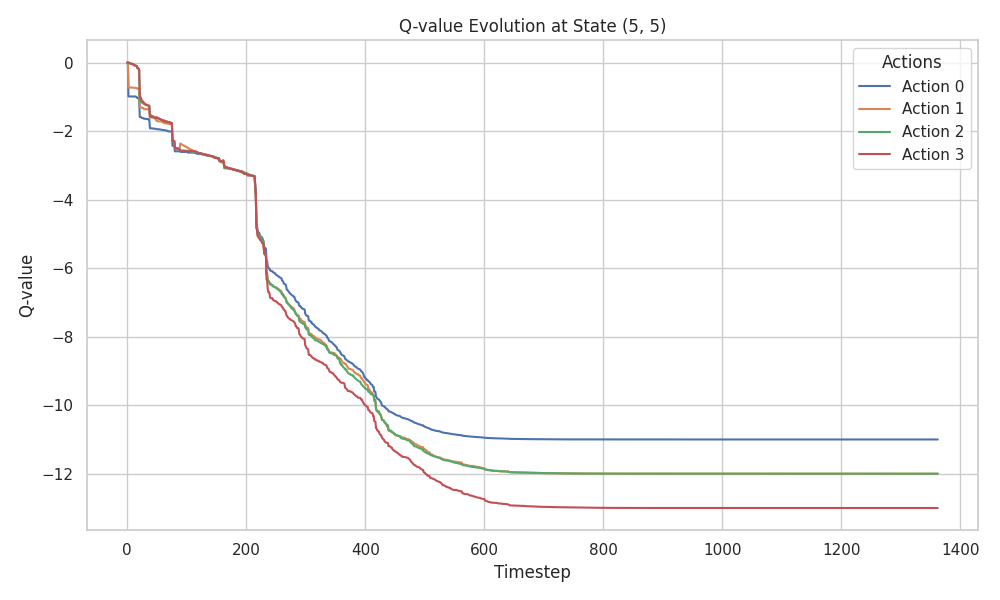 Q-value Evolution at State (5, 5)
Q-value
0
−2
−4
−6
−8
−10
−12
Actions
Action 0
Action 1
Action 2
Action 3
0
200
400
600
800
1000
1200
1400
Timestep